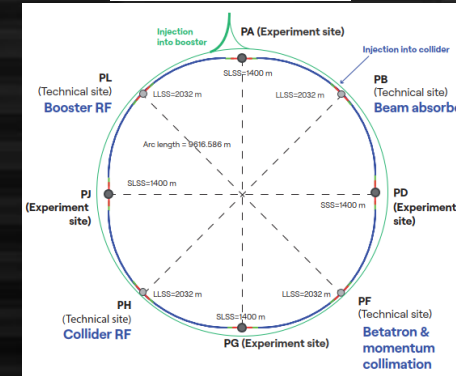 Injection
into booster
PA (Experiment site)
Injection into collider
SLSS=1400 m
PL
(Technical site)
Booster RF
LLSS=2032 m
LLSS=2032 m
PB
(Technical site)
Beam absorbe
Arc length = 9616.586 m
PJ
(Experiment
site)
SLSS=1400 m
SSS=1400 m
PD
(Experiment
site)
LLSS=2032 m
LLSS=2032 m
PH
(Technical site)
Collider RF
PF
(Technical site)
Betatron &
momentum
collimation
SLSS=1400 m
PG (Experiment site)